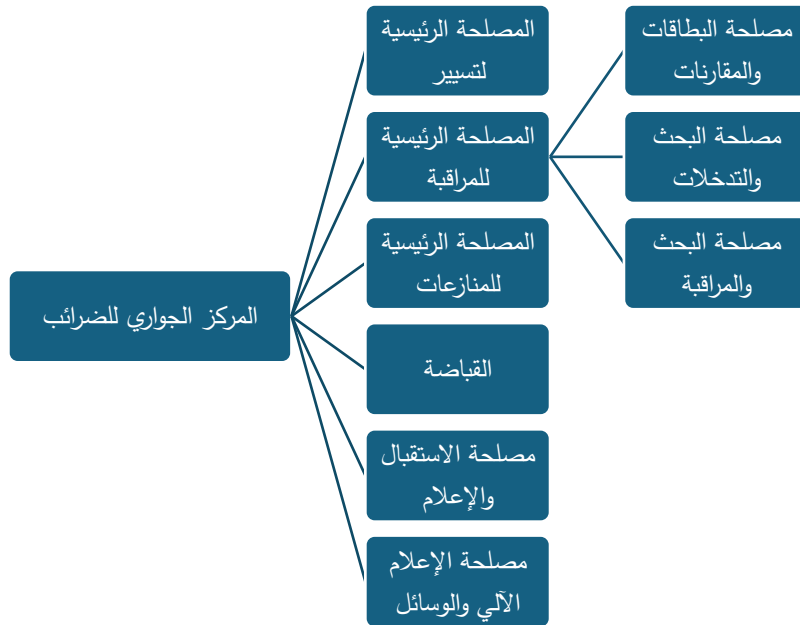 المركز الجواري للضرائب
المصلحة الرئيسية
لتسيير
المصلحة الرئيسية
للمراقبة
مصلحة البطاقات
والمقارنات
مصلحة البحث
والتدخلات
مصلحة البحث
والمراقبة
المصلحة الرئيسية
للمنازعات
القباضة
مصلحة الاستقبال
والإعلام
مصلحة الإعلام
الآلي والوسائل